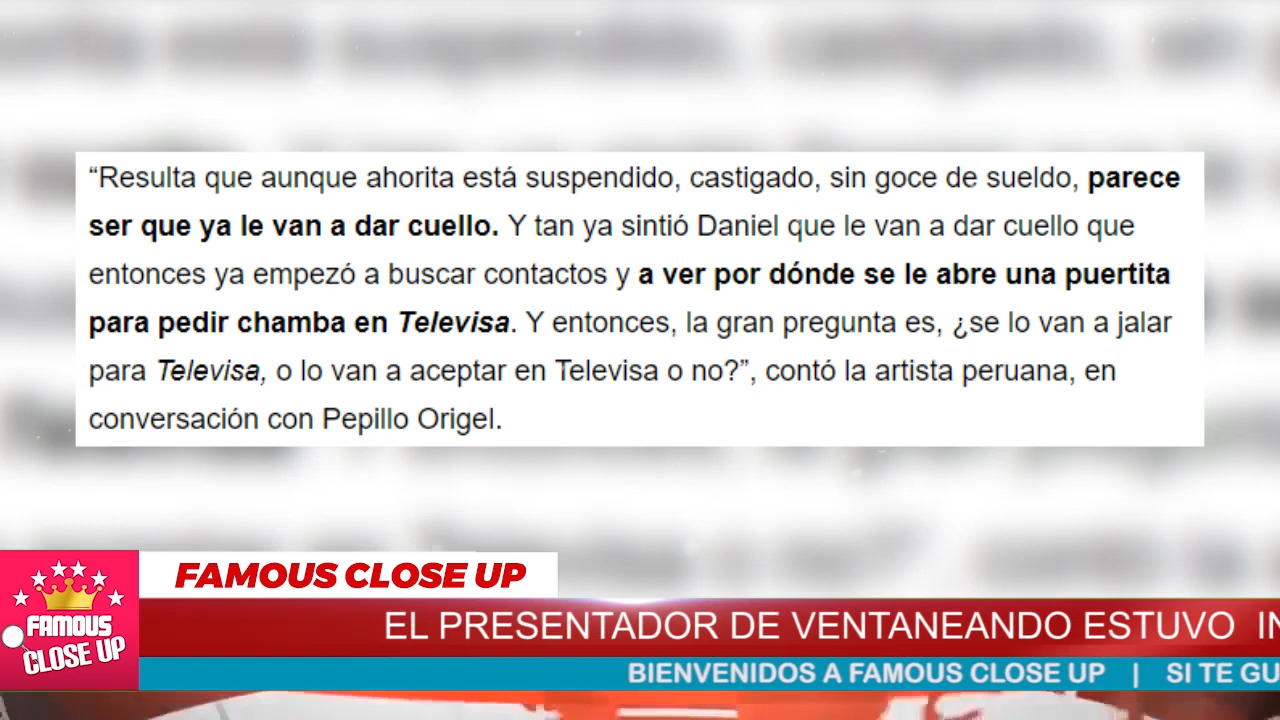 “Resulta que aunque ahorita está suspendido, castigado, sin goce de sueldo, parece
ser que ya le van a dar cuello. Y tan ya sintió Daniel que le van a dar cuello que
entonces ya empezó a buscar contactos y a ver por dónde se le abre una puertita
para pedir chamba en Televisa. Y entonces, la gran pregunta es, ¿se lo van a jalar
para Televisa, o lo van a aceptar en Televisa o no?”, contó la artista peruana, en
conversación con Pepillo Origel.
FAMOUS CLOSE UP
FAMOUS
CLOSE UP
EL PRESENTADOR DE VENTANEANDO ESTUVO
BIENVENIDOS A FAMOUS CLOSE UP | SI TE